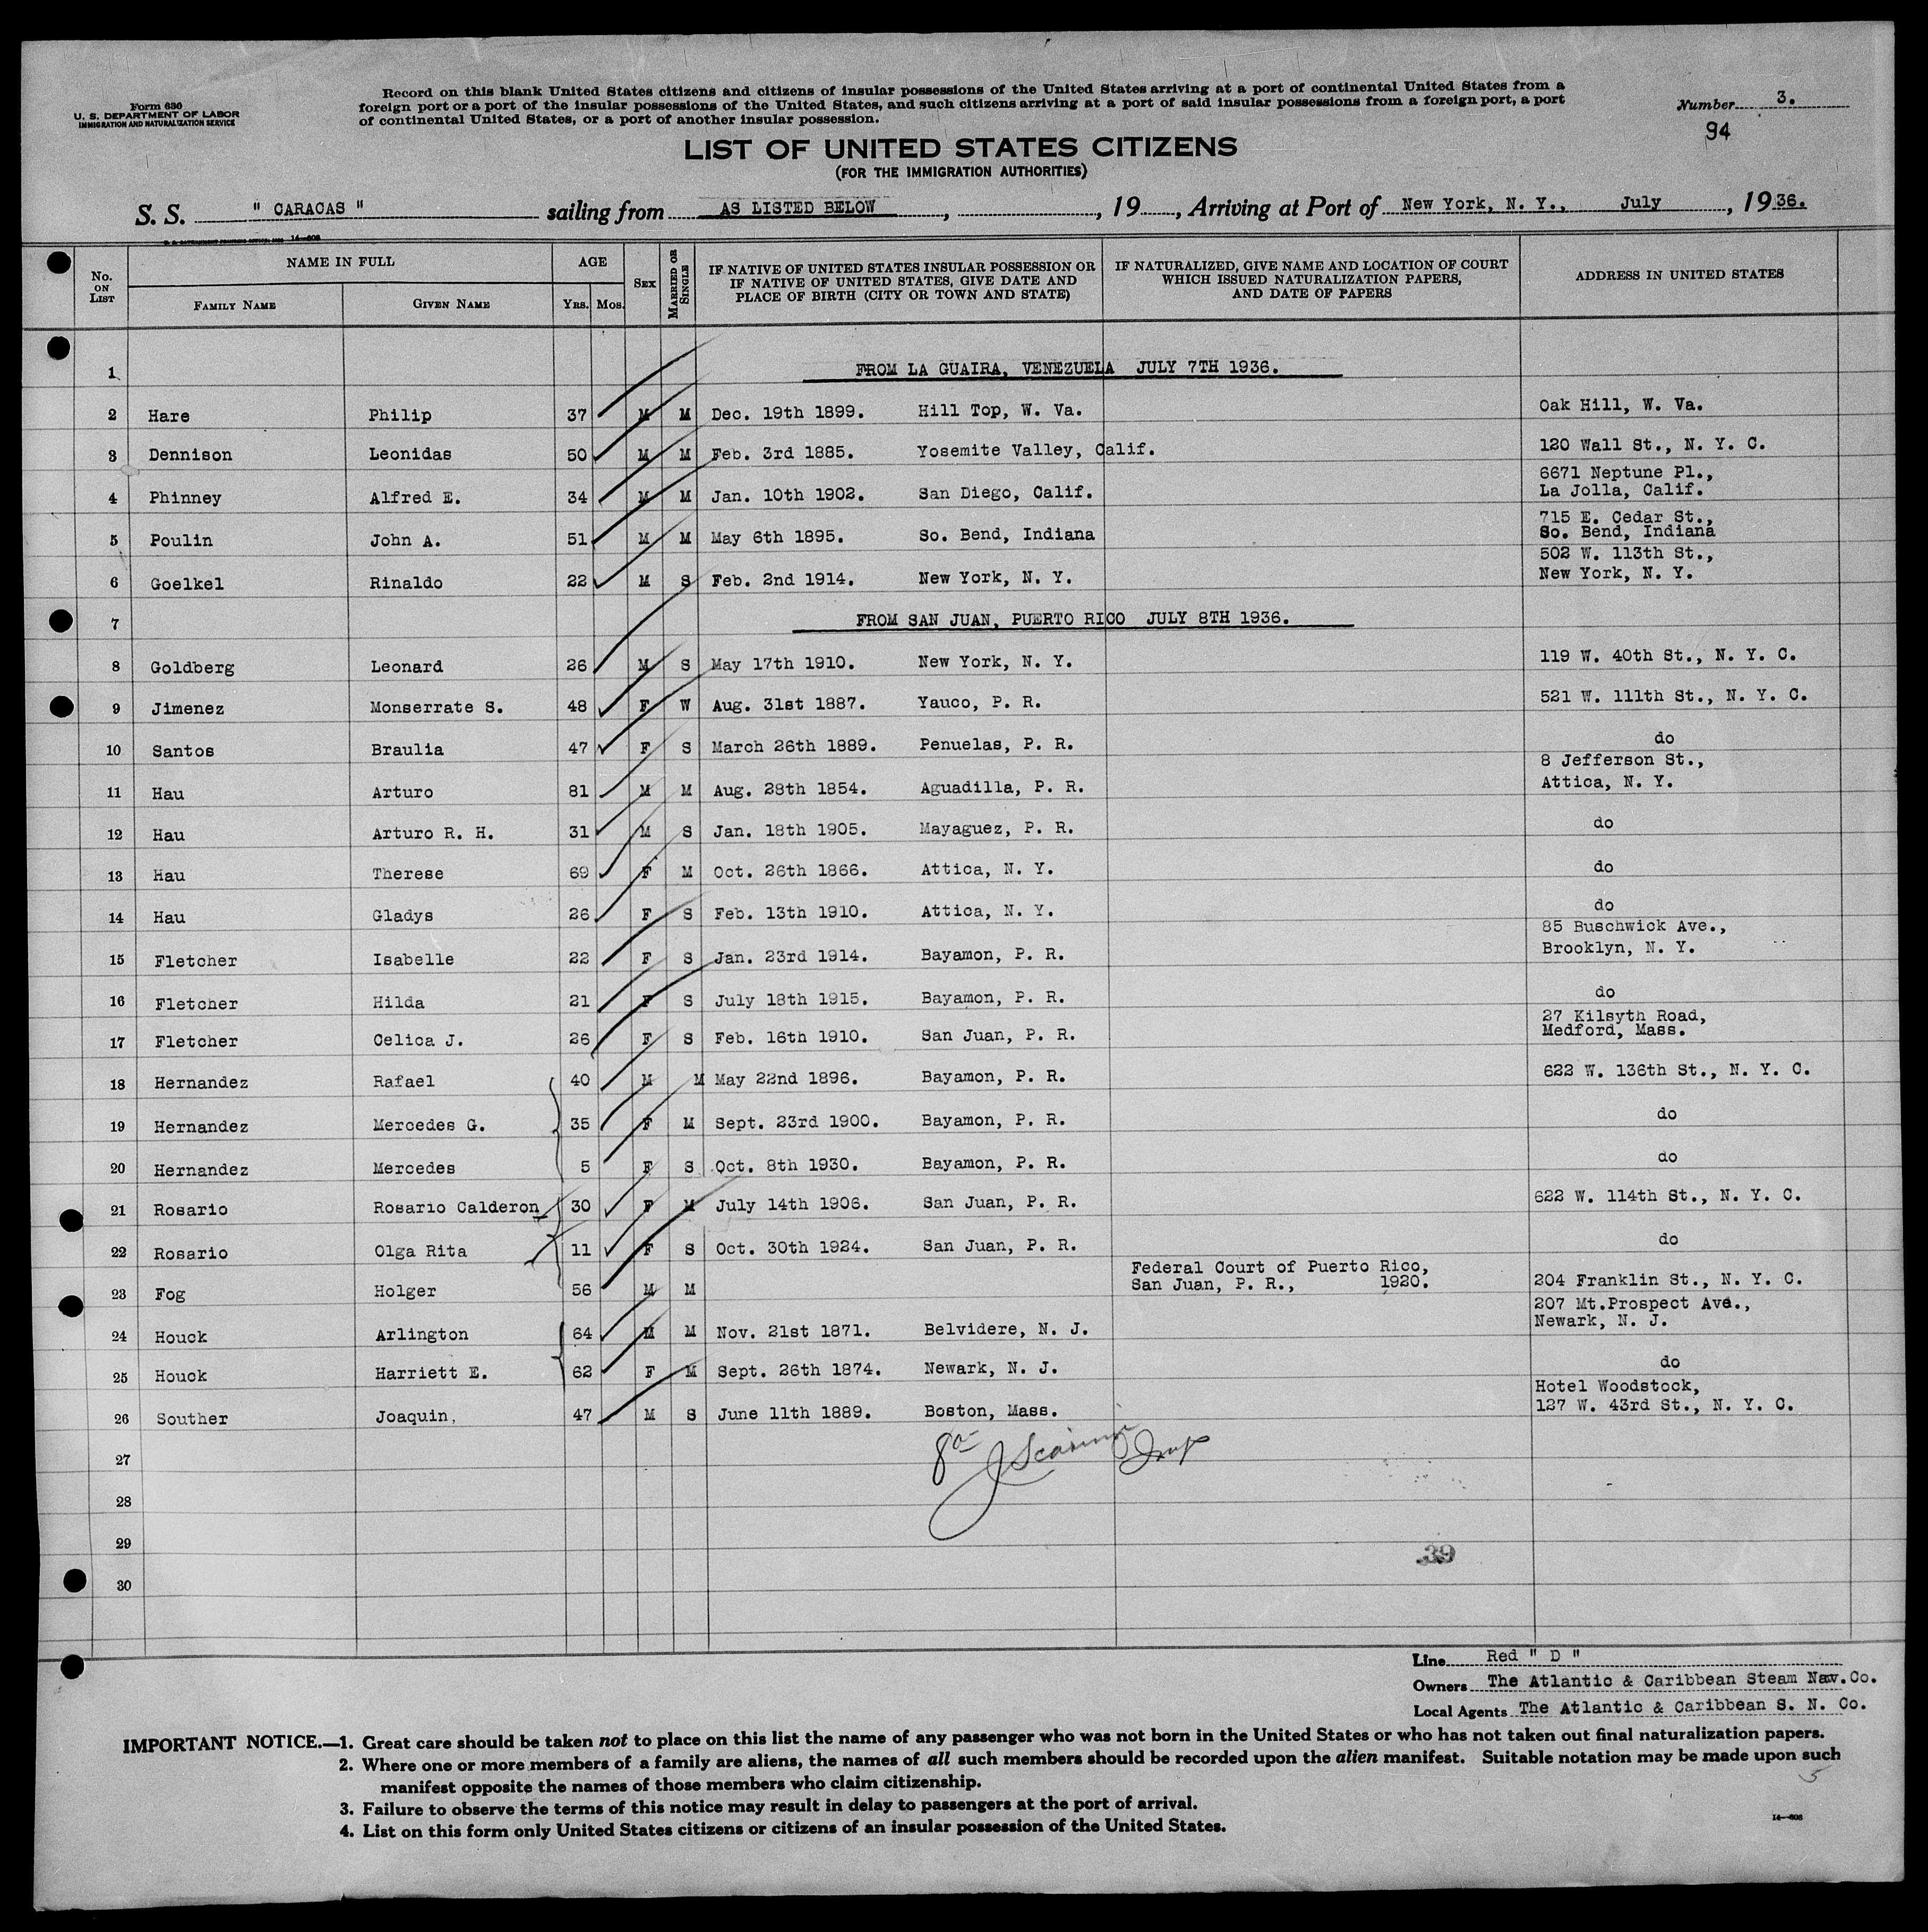 Form 630
U. S. DEPARTMENT OF LABOR
IMMIGRATION AND NATURALIZATION SERVICE
Record on this blank United States citizens and citizens of insular possessions of the United States arriving at a port of continental United States from a
foreign port or a port of the insular possessions of the United States, and such citizens arriving at a port of said insular possessions from a foreign port, a port
of continental United States, or a port of another insular possession.
Number 3.
94
LIST OF UNITED STATES CITIZENS
(FOR THE IMMIGRATION AUTHORITIES)
S. S. " CARACAS " sailing from AS LISTED BELOW , , 19 , Arriving at Port of New York, N. Y., July , 1936.
14—608
No. ON LIST NAME IN FULL AGE SEX MARRIED OR SINGLE IF NATIVE OF UNITED STATES INSULAR POSSESSION OR IF NATIVE OF UNITED STATES, GIVE DATE AND PLACE OF BIRTH (CITY OR TOWN AND STATE) IF NATURALIZED, GIVE NAME AND LOCATION OF COURT WHICH ISSUED NATURALIZATION PAPERS, AND DATE OF PAPERS ADDRESS IN UNITED STATES
FAMILY NAME GIVEN NAME YRS. MOS.
1 FROM LA GUAIRA, VENEZUELA JULY 7TH 1936.
2 Hare Philip 37 M M Dec. 19th 1899. Hill Top, W. Va. Oak Hill, W. Va.
3 Dennison Leonidas 50 M M Feb. 3rd 1885. Yosemite Valley, Calif. 120 Wall St., N. Y. C.
6671 Neptune Pl.,
4 Phinney Alfred E. 34 M M Jan. 10th 1902. San Diego, Calif. La Jolla, Calif.
715 E. Cedar St.,
5 Poulin John A. 51 M M May 6th 1895. So. Bend, Indiana So. Bend, Indiana
502 W. 113th St.,
6 Goelkel Rinaldo 22 M S Feb. 2nd 1914. New York, N. Y. New York, N. Y.
7 FROM SAN JUAN, PUERTO RICO JULY 8TH 1936.
8 Goldberg Leonard 26 M S May 17th 1910. New York, N. Y. 119 W. 40th St., N. Y. C.
9 Jimenez Monserrate S. 48 F W Aug. 31st 1887. Yauco, P. R. 521 W. 111th St., N. Y. C.
10 Santos Braulia 47 F S March 26th 1889. Penuelas, P. R. do
8 Jefferson St.,
11 Hau Arturo 81 M M Aug. 28th 1854. Aguadilla, P. R. Attica, N. Y.
12 Hau Arturo R. H. 31 M S Jan. 18th 1905. Mayaguez, P. R. do
13 Hau Therese 69 F M Oct. 26th 1866. Attica, N. Y. do
14 Hau Gladys 26 F S Feb. 13th 1910. Attica, N. Y. do
85 Buschwick Ave.,
15 Fletcher Isabelle 22 F S Jan. 23rd 1914. Bayamon, P. R. Brooklyn, N. Y.
16 Fletcher Hilda 21 F S July 18th 1915. Bayamon, P. R. do
27 Kilsyth Road,
17 Fletcher Celica J. 26 F S Feb. 16th 1910. San Juan, P. R. Medford, Mass.
18 Hernandez Rafael 40 M M May 22nd 1896. Bayamon, P. R. 622 W. 136th St., N. Y. C.
19 Hernandez Mercedes G. 35 F M Sept. 23rd 1900. Bayamon, P. R. do
20 Hernandez Mercedes 5 F S Oct. 8th 1930. Bayamon, P. R. do
21 Rosario Rosario Calderon 30 F M July 14th 1906. San Juan, P. R. 622 W. 114th St., N. Y. C.
22 Rosario Olga Rita 11 F S Oct. 30th 1924. San Juan, P. R. do
Federal Court of Puerto Rico,
23 Fog Holger 56 M M San Juan, P. R., 1920. 204 Franklin St., N. Y. C.
207 Mt.Prospect Ave.,
24 Houck Arlington 64 M M Nov. 21st 1871. Belvidere, N. J. Newark, N. J.
25 Houck Harriett E. 62 F M Sept. 26th 1874. Newark, N. J. do
Hotel Woodstock,
26 Souther Joaquin 47 M S June 11th 1889. Boston, Mass. 127 W. 43rd St., N. Y. C.
27
28
29
39
30
Line Red " D "
Owners The Atlantic & Caribbean Steam Nav.Co.
Local Agents The Atlantic & Caribbean S. N. Co.
IMPORTANT NOTICE.—1. Great care should be taken not to place on this list the name of any passenger who was not born in the United States or who has not taken out final naturalization papers.
2. Where one or more members of a family are aliens, the names of all such members should be recorded upon the alien manifest. Suitable notation may be made upon such
manifest opposite the names of those members who claim citizenship.
3. Failure to observe the terms of this notice may result in delay to passengers at the port of arrival.
4. List on this form only United States citizens or citizens of an insular possession of the United States.
5
14—608